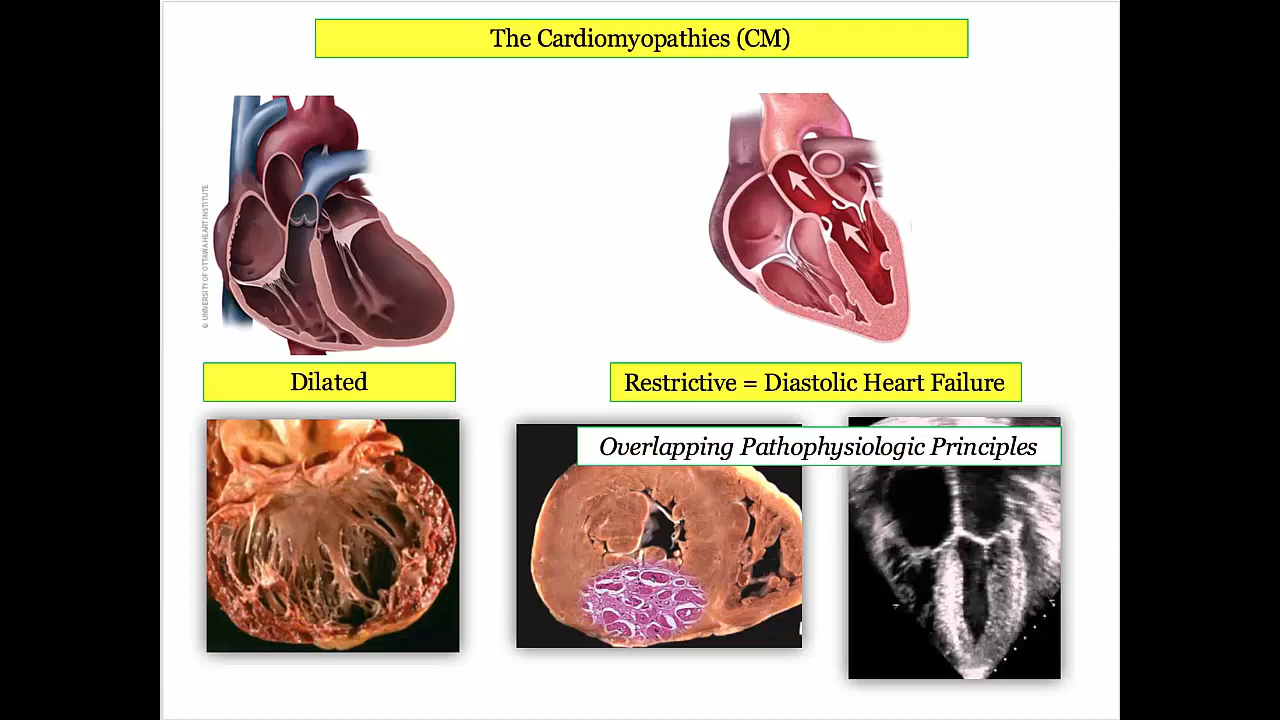 The Cardiomyopathies (CM)
© UNIVERSITY OF OTTAWA HEART INSTITUTE
Dilated
Restrictive = Diastolic Heart Failure
Overlapping Pathophysiologic Principles